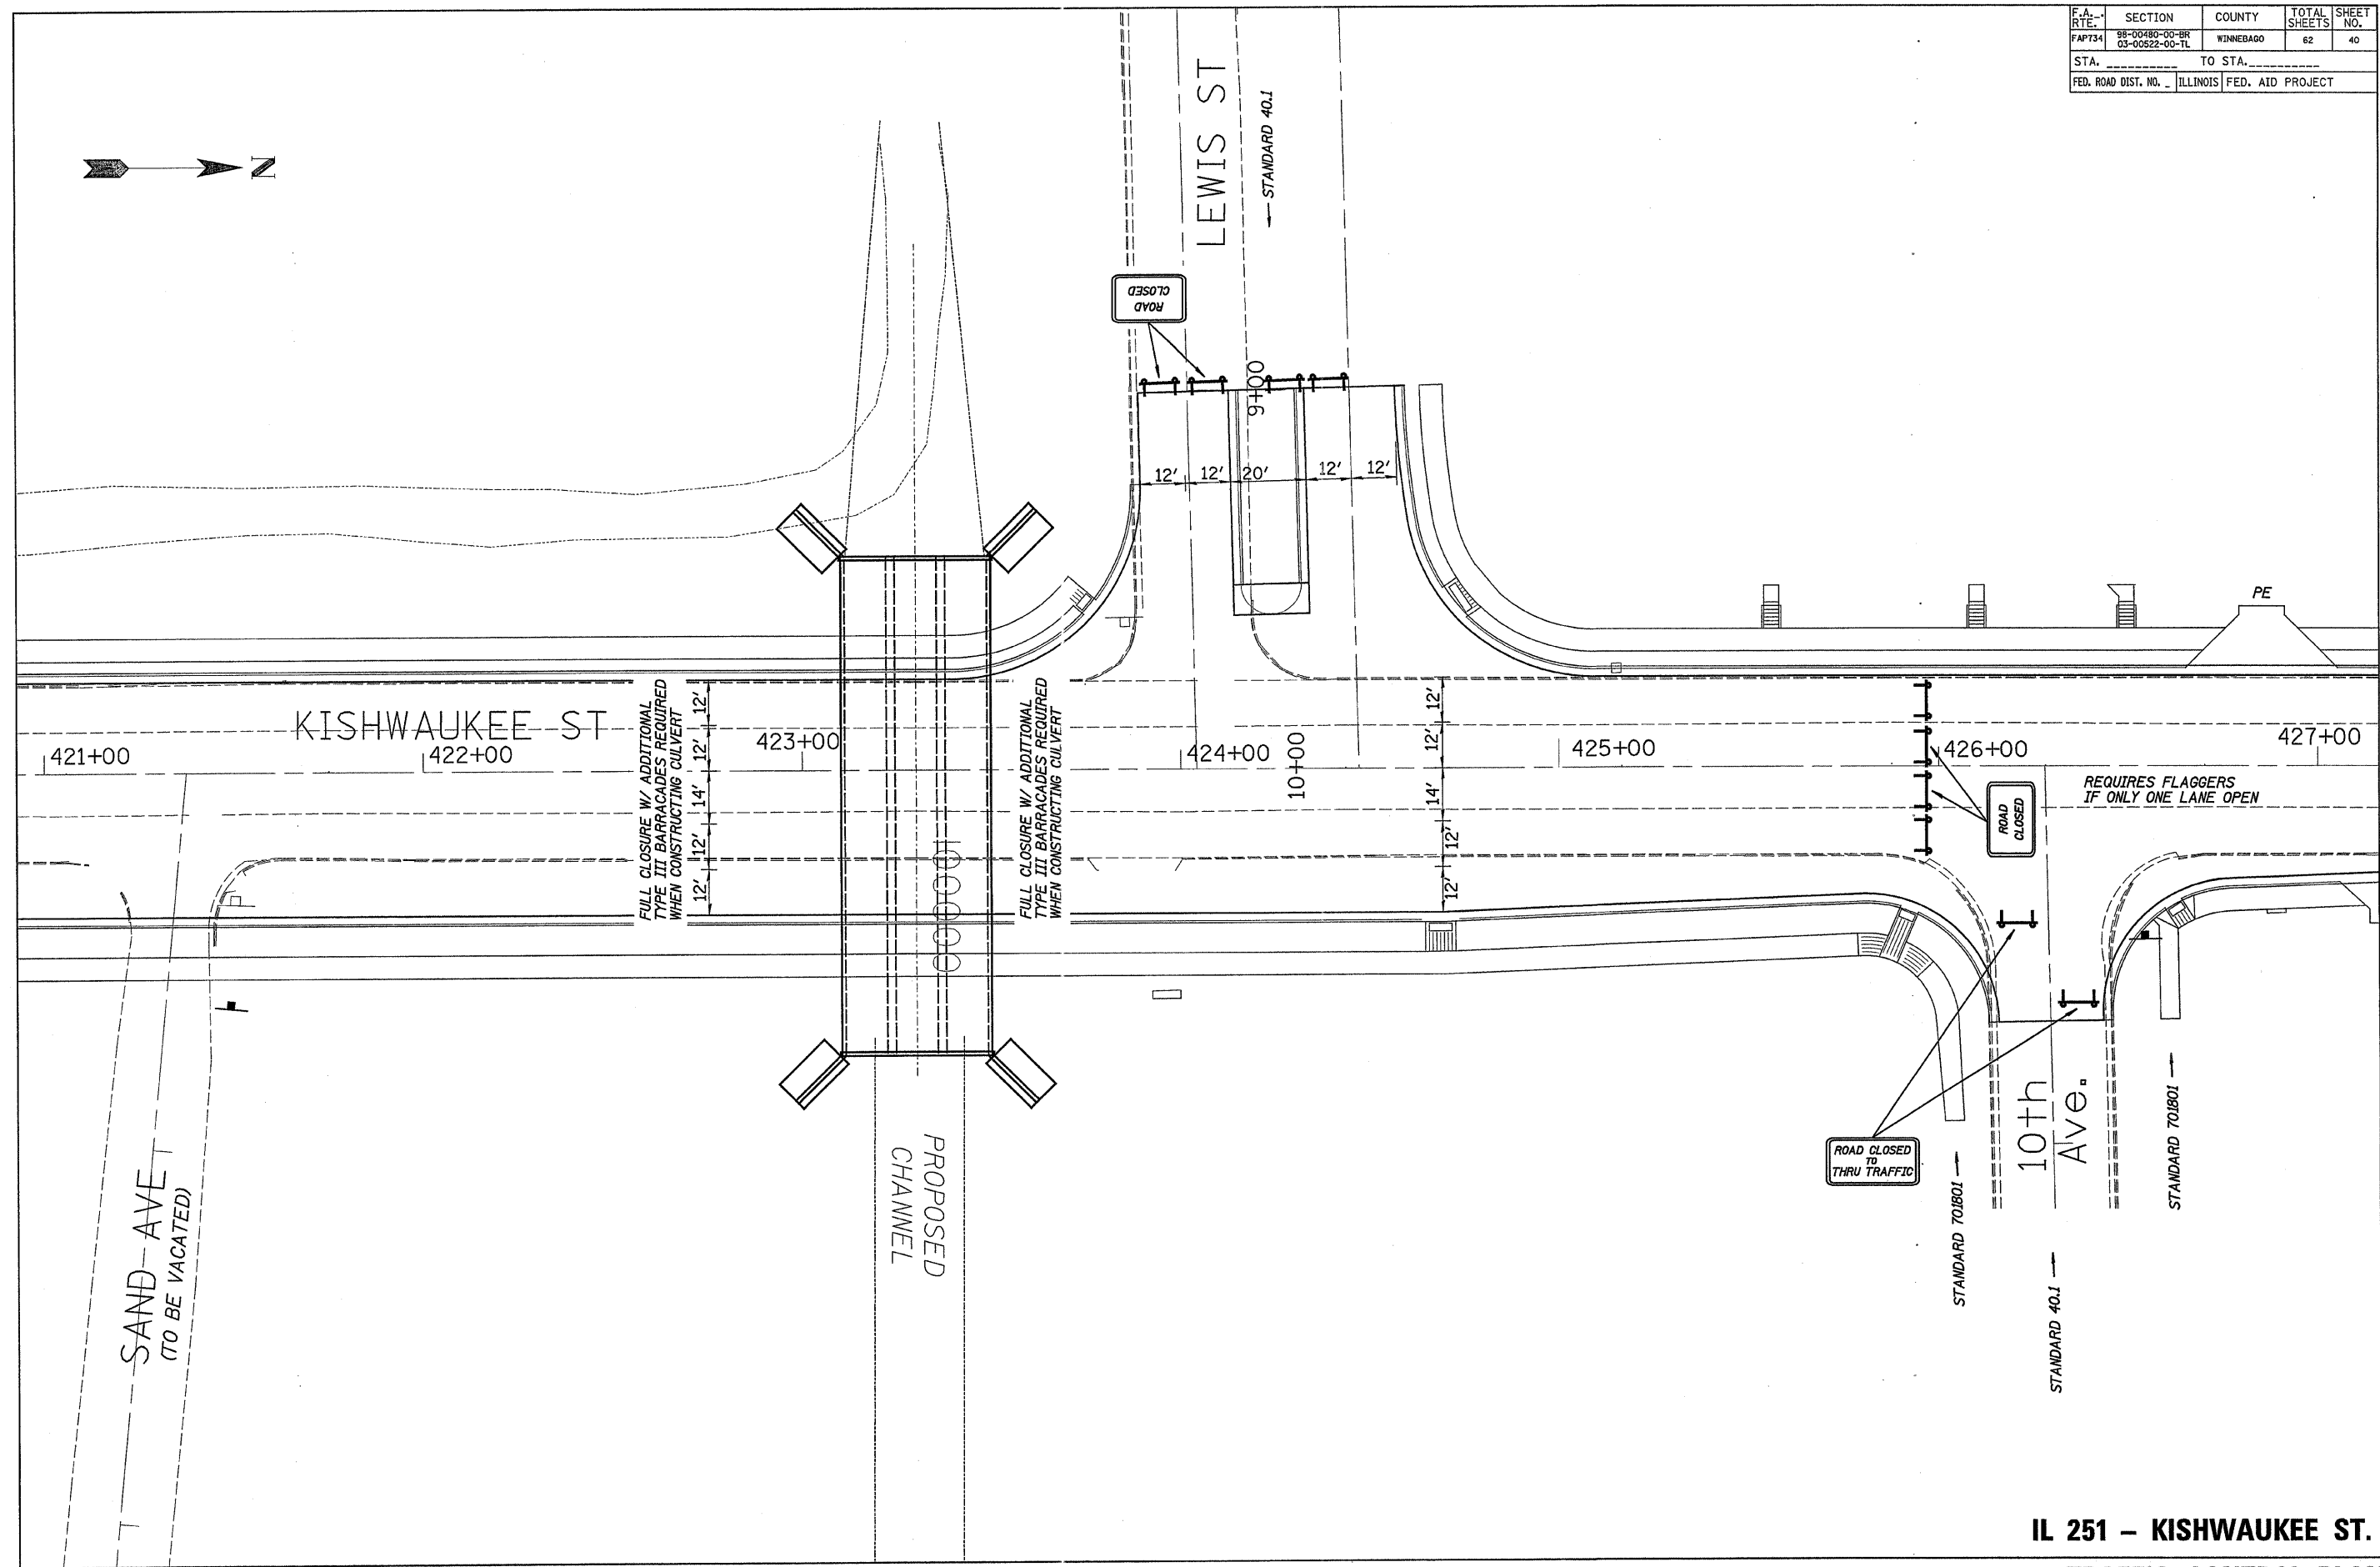 F.A. RTE. SECTION COUNTY TOTAL SHEETS SHEET NO.
FAP734 98-00480-00-BR 03-00522-00-TL WINNEBAGO 62 40
STA. __________ TO STA. __________
FED. ROAD DIST. NO. _ ILLINOIS FED. AID PROJECT
N
LEWIS ST
STANDARD 40.1
ROAD
CLOSED
9+00
12' 12' 20' 12' 12'
PE
KISHWAUKEE ST
421+00
422+00
423+00
424+00
425+00
426+00
427+00
10+00
FULL CLOSURE W/ ADDITIONAL
TYPE III BARRACADES REQUIRED
WHEN CONSTRUCTING CULVERT
12'
12'
14'
12'
12'
FULL CLOSURE W/ ADDITIONAL
TYPE III BARRACADES REQUIRED
WHEN CONSTRUCTING CULVERT
12'
12'
14'
12'
12'
ROAD
CLOSED
REQUIRES FLAGGERS
IF ONLY ONE LANE OPEN
SAND AVE
(TO BE VACATED)
PROPOSED
CHANNEL
ROAD CLOSED
TO
THRU TRAFFIC
STANDARD 701801
10th
Ave.
STANDARD 40.1
STANDARD 701801
IL 251 – KISHWAUKEE ST.